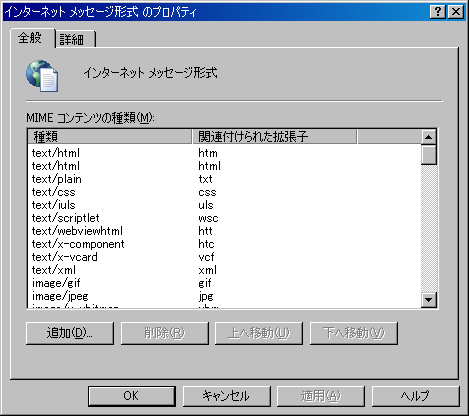 インターネット メッセージ形式 のプロパティ
全般 詳細
インターネット メッセージ形式
MIME コンテンツの種類(M):
種類 関連付けられた拡張子
text/html htm
text/html html
text/plain txt
text/css css
text/iuls uls
text/scriptlet wsc
text/webviewhtml htt
text/x-component htc
text/x-vcard vcf
text/xml xml
image/gif gif
image/jpeg jpg
追加(D)... 削除(R) 上へ移動(U) 下へ移動(V)
OK キャンセル 適用(A) ヘルプ